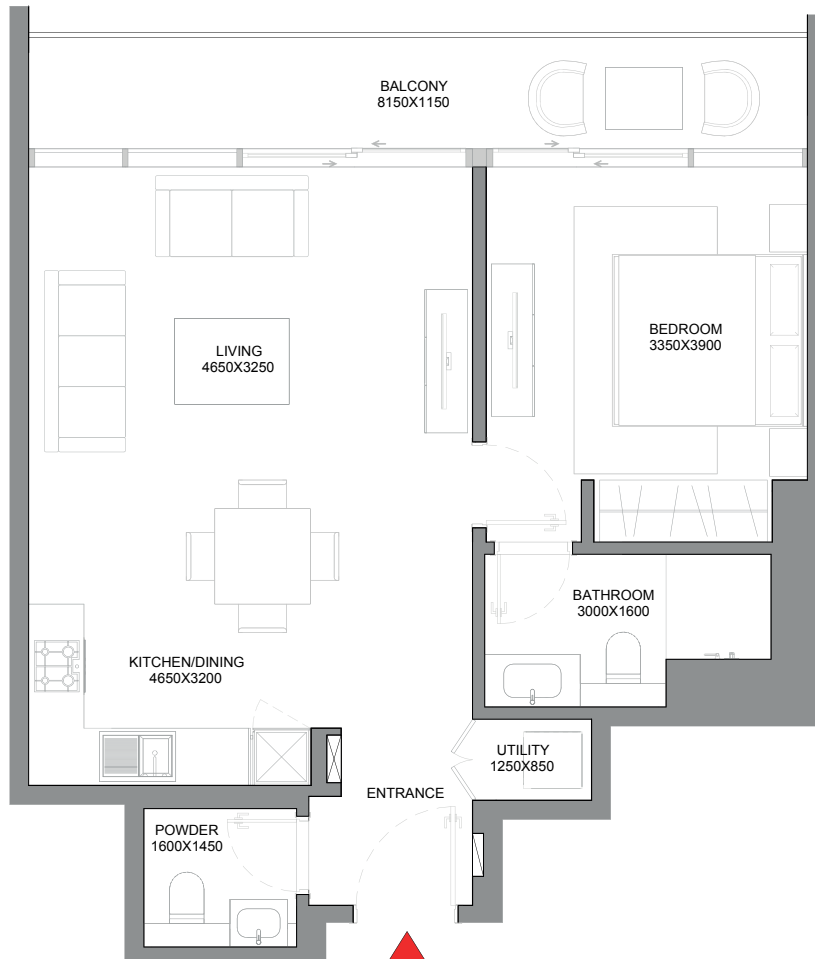 BALCONY
8150X1150
LIVING
4650X3250
BEDROOM
3350X3900
BATHROOM
3000X1600
KITCHEN/DINING
4650X3200
UTILITY
1250X850
ENTRANCE
POWDER
1600X1450